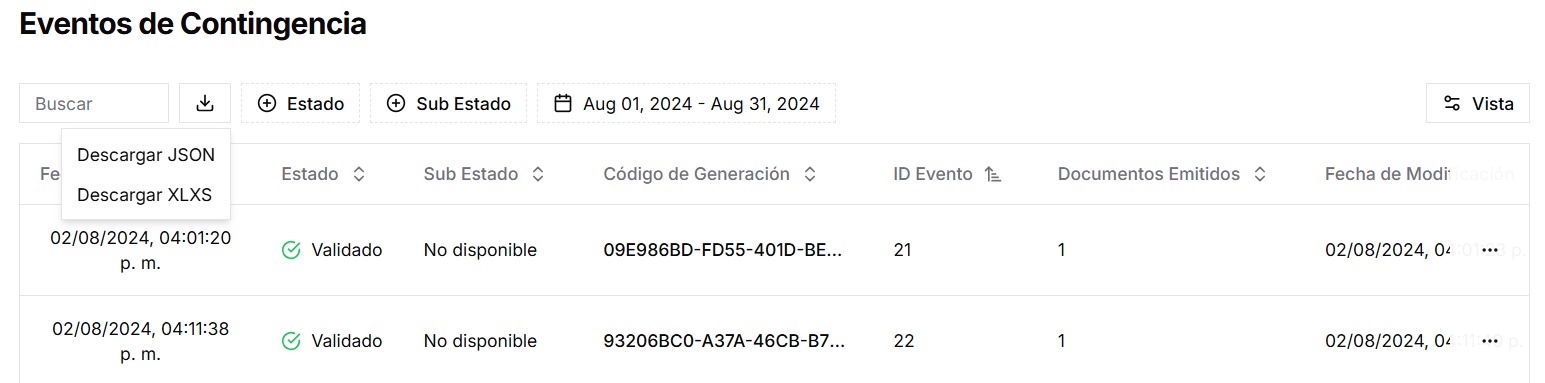 Eventos de Contingencia
Buscar
Estado
Sub Estado
Aug 01, 2024 - Aug 31, 2024
Vista
Descargar JSON
Descargar XLXS
Fe
Estado
Sub Estado
Código de Generación
ID Evento
Documentos Emitidos
Fecha de Modificación
02/08/2024, 04:01:20
p. m.
Validado
No disponible
09E986BD-FD55-401D-BE...
21
1
02/08/2024, 04:01:
p.
02/08/2024, 04:11:38
p. m.
Validado
No disponible
93206BC0-A37A-46CB-B7...
22
1
02/08/2024, 04:11:
p.